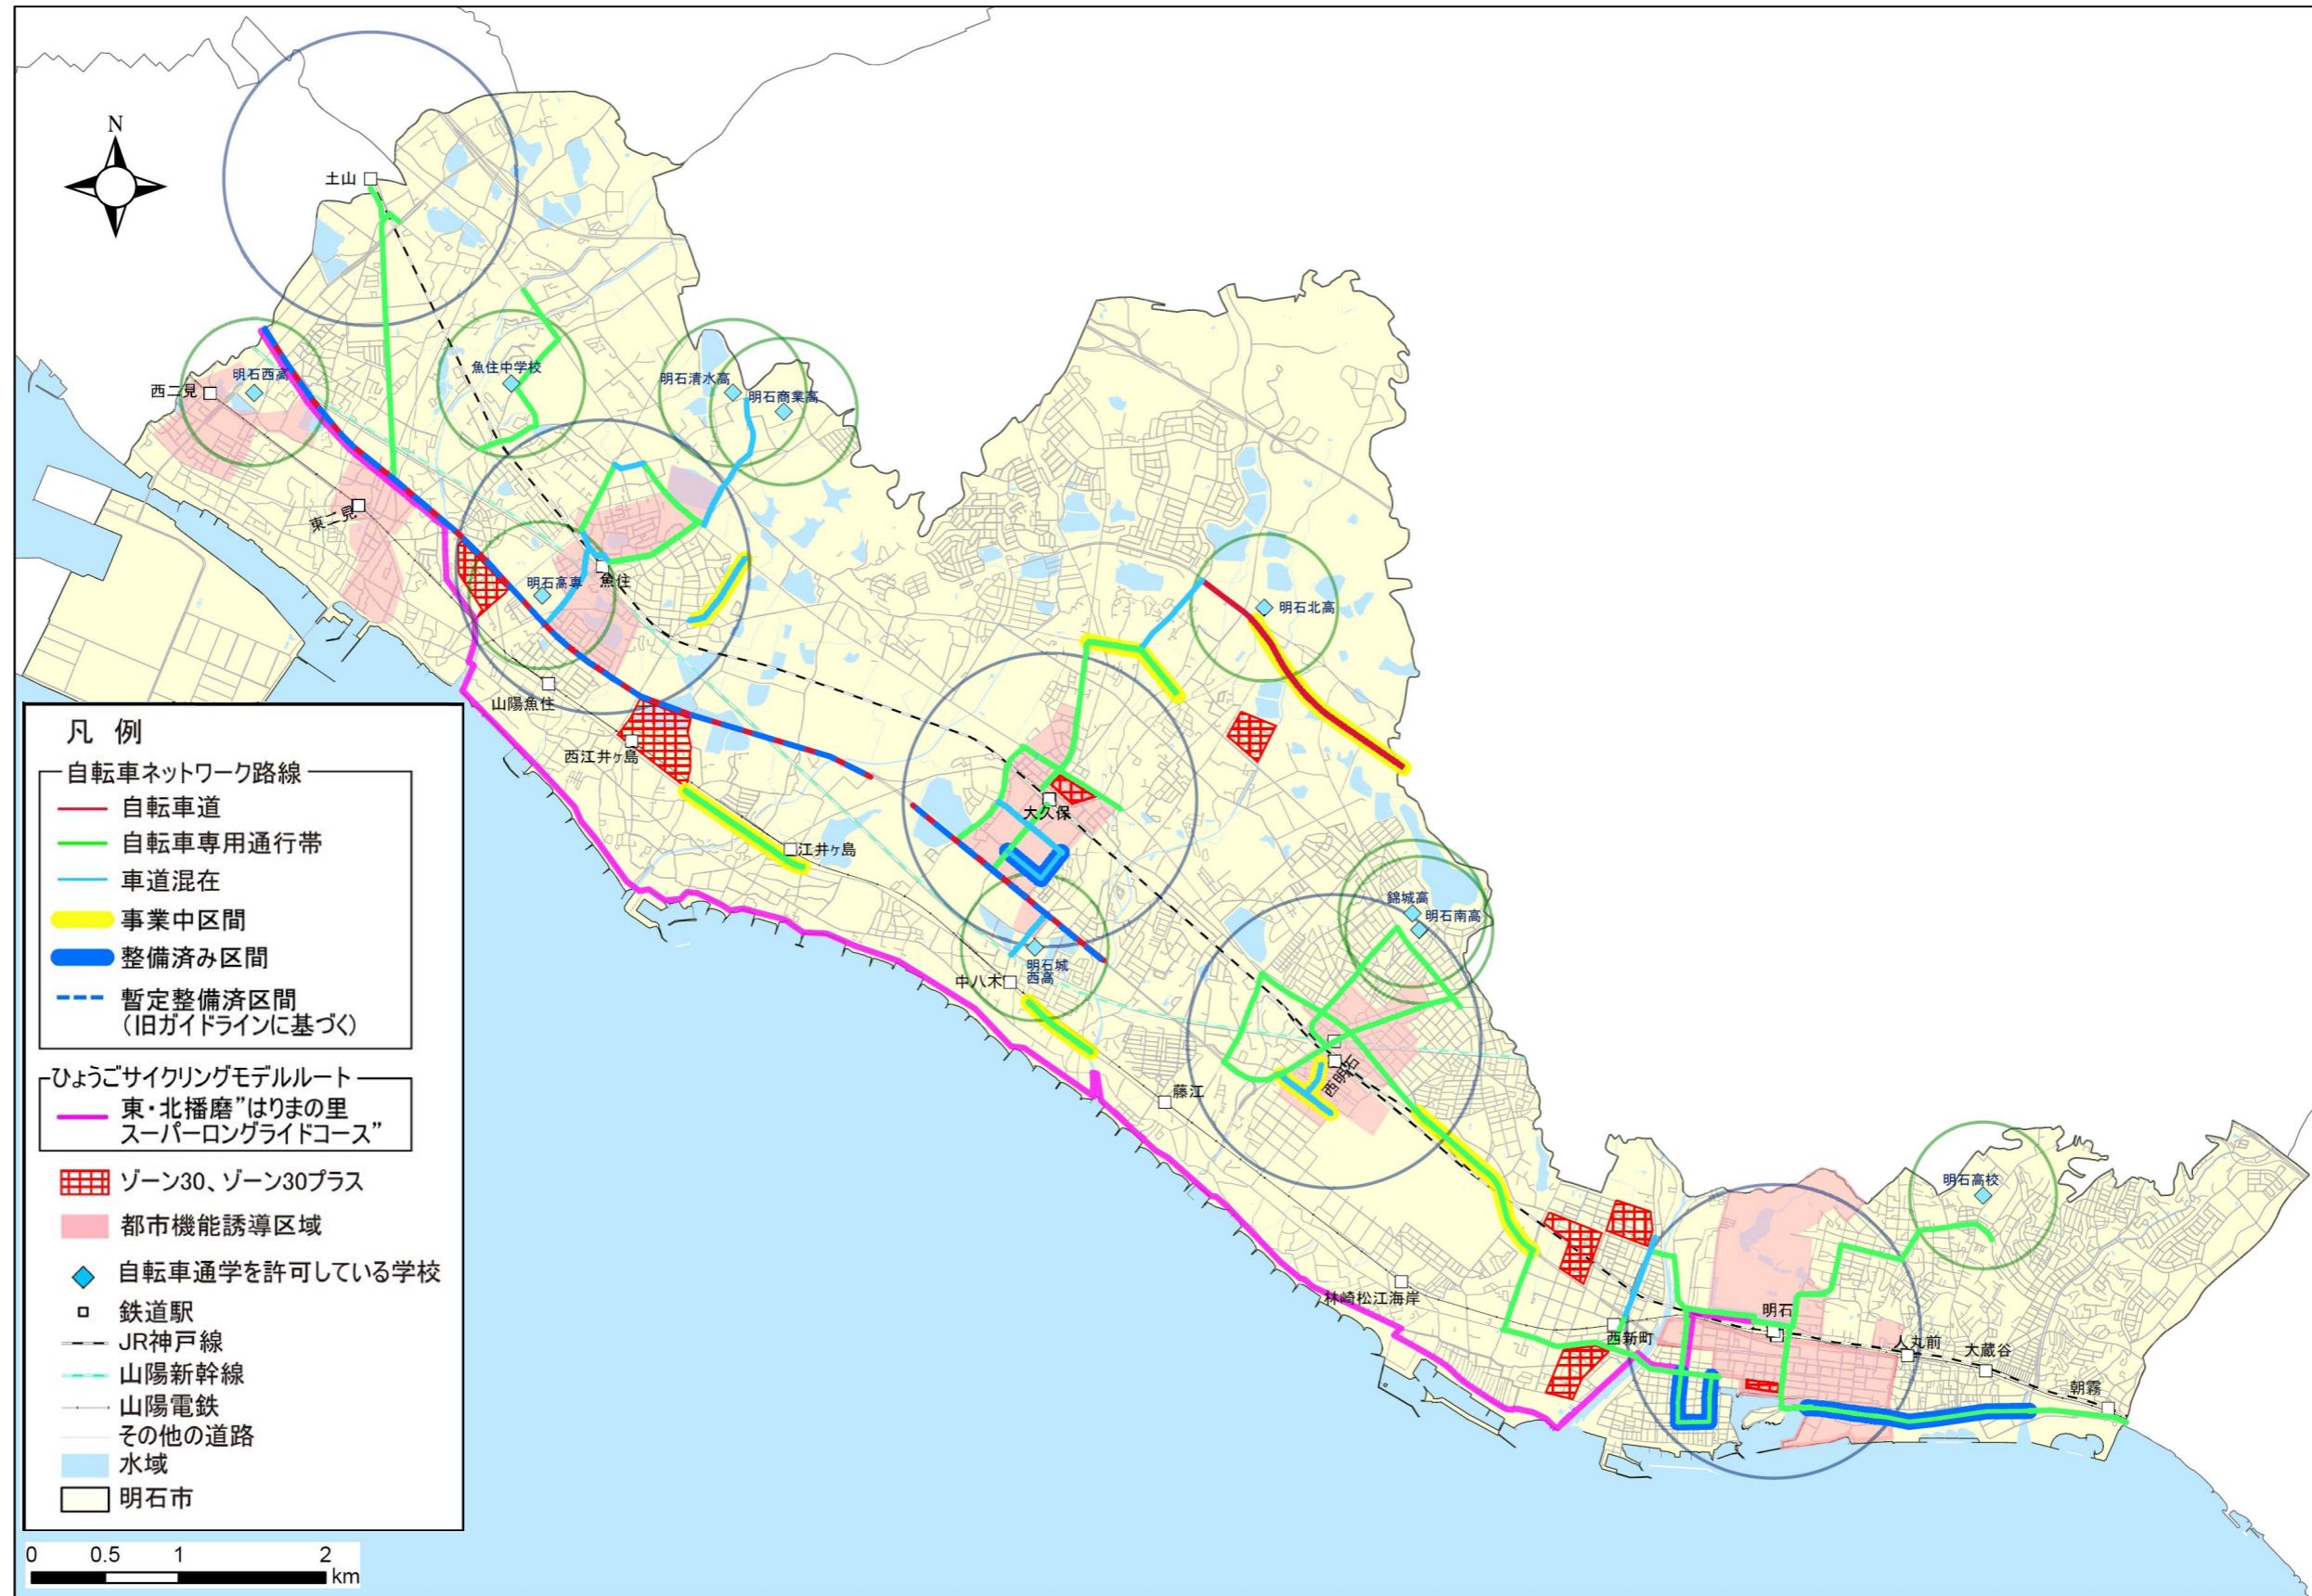 N
土山
西二見
明石西高
魚住中学校
明石清水高
明石商業高
東二見
明石高専
魚住
明石北高
山陽魚住
西江井ヶ島
大久保
江井ヶ島
錦城高
明石南高
明石城
西高
中八木
西明石
藤江
明石高校
林崎松江海岸
西新町
明石
人丸前
大蔵谷
朝霧
凡 例
自転車ネットワーク路線
自転車道
自転車専用通行帯
車道混在
事業中区間
整備済み区間
暫定整備済区間
(旧ガイドラインに基づく)
ひょうごサイクリングモデルルート
東・北播磨”はりまの里
スーパーロングライドコース”
ゾーン30、ゾーン30プラス
都市機能誘導区域
自転車通学を許可している学校
鉄道駅
JR神戸線
山陽新幹線
山陽電鉄
その他の道路
水域
明石市
0 0.5 1 2
km